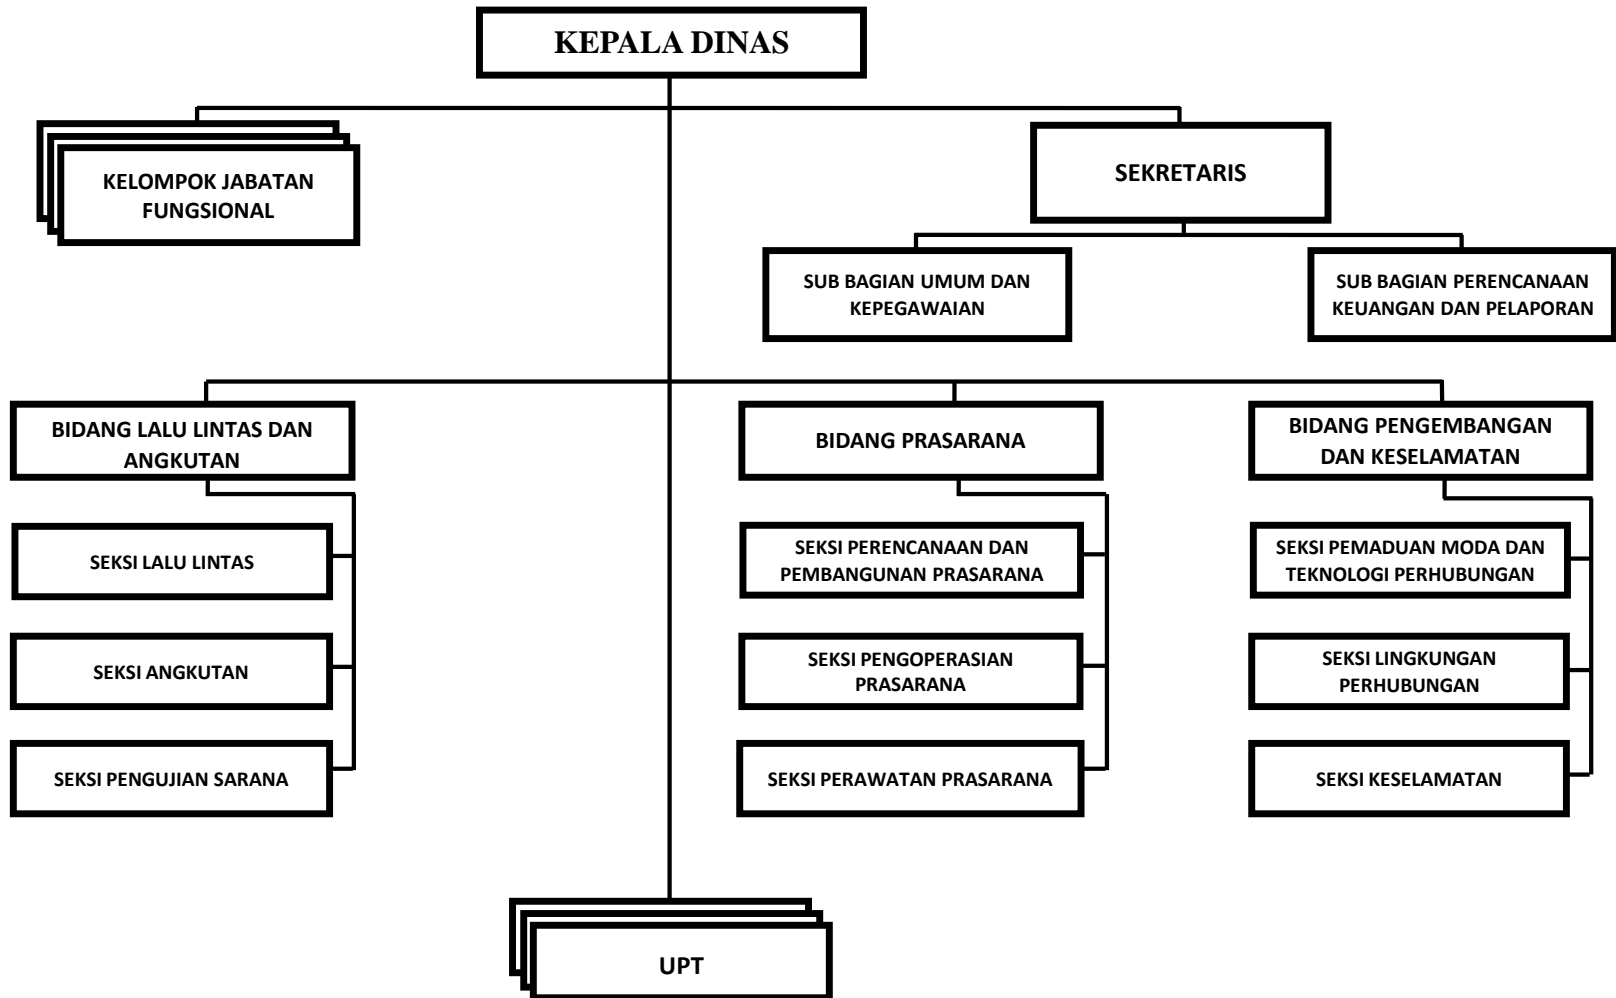 KEPALA DINAS
KELOMPOK JABATAN
FUNGSIONAL
SEKRETARIS
SUB BAGIAN UMUM DAN
KEPEGAWAIAN
SUB BAGIAN PERENCANAAN
KEUANGAN DAN PELAPORAN
BIDANG LALU LINTAS DAN
ANGKUTAN
SEKSI LALU LINTAS
SEKSI ANGKUTAN
SEKSI PENGUJIAN SARANA
BIDANG PRASARANA
SEKSI PERENCANAAN DAN
PEMBANGUNAN PRASARANA
SEKSI PENGOPERASIAN
PRASARANA
SEKSI PERAWATAN PRASARANA
BIDANG PENGEMBANGAN
DAN KESELAMATAN
SEKSI PEMADUAN MODA DAN
TEKNOLOGI PERHUBUNGAN
SEKSI LINGKUNGAN
PERHUBUNGAN
SEKSI KESELAMATAN
UPT